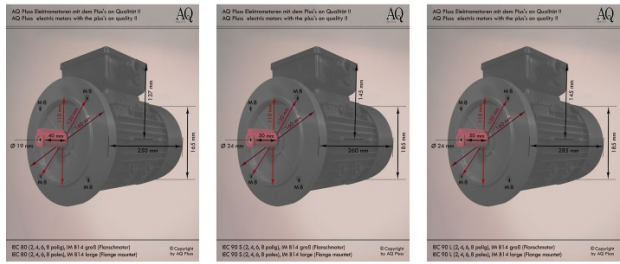 AQ Pluss Elektromotoren mit dem Plus's an Qualität !!
AQ Pluss electric motors with the plus's an quality !!
AQ
137 mm
M 8
M 8
40 mm
Ø 19 mm
165 mm
M 8
M 8
IEC 80 (2, 4, 6, 8 polig), IM B14 groß (Flanschmotor)
IEC 80 (2, 4, 6, 8 poles), IM B14 large (Flange mounted)
© Copyright
by AQ Pluss
AQ Pluss Elektromotoren mit dem Plus's an Qualität !!
AQ Pluss electric motors with the plus's an quality !!
AQ
145 mm
M 8
M 8
50 mm
Ø 24 mm
260 mm
185 mm
M 8
M 8
IEC 90 S (2, 4, 6, 8 polig), IM B14 groß (Flanschmotor)
IEC 90 S (2, 4, 6, 8 poles), IM B14 large (Flange mounted)
© Copyright
by AQ Pluss
AQ Pluss Elektromotoren mit dem Plus's an Qualität !!
AQ Pluss electric motors with the plus's an quality !!
AQ
145 mm
M 8
M 8
50 mm
Ø 24 mm
285 mm
185 mm
M 8
M 8
IEC 90 L (2, 4, 6, 8 polig), IM B14 groß (Flanschmotor)
IEC 90 L (2, 4, 6, 8 poles), IM B14 large (Flange mounted)
© Copyright
by AQ Pluss